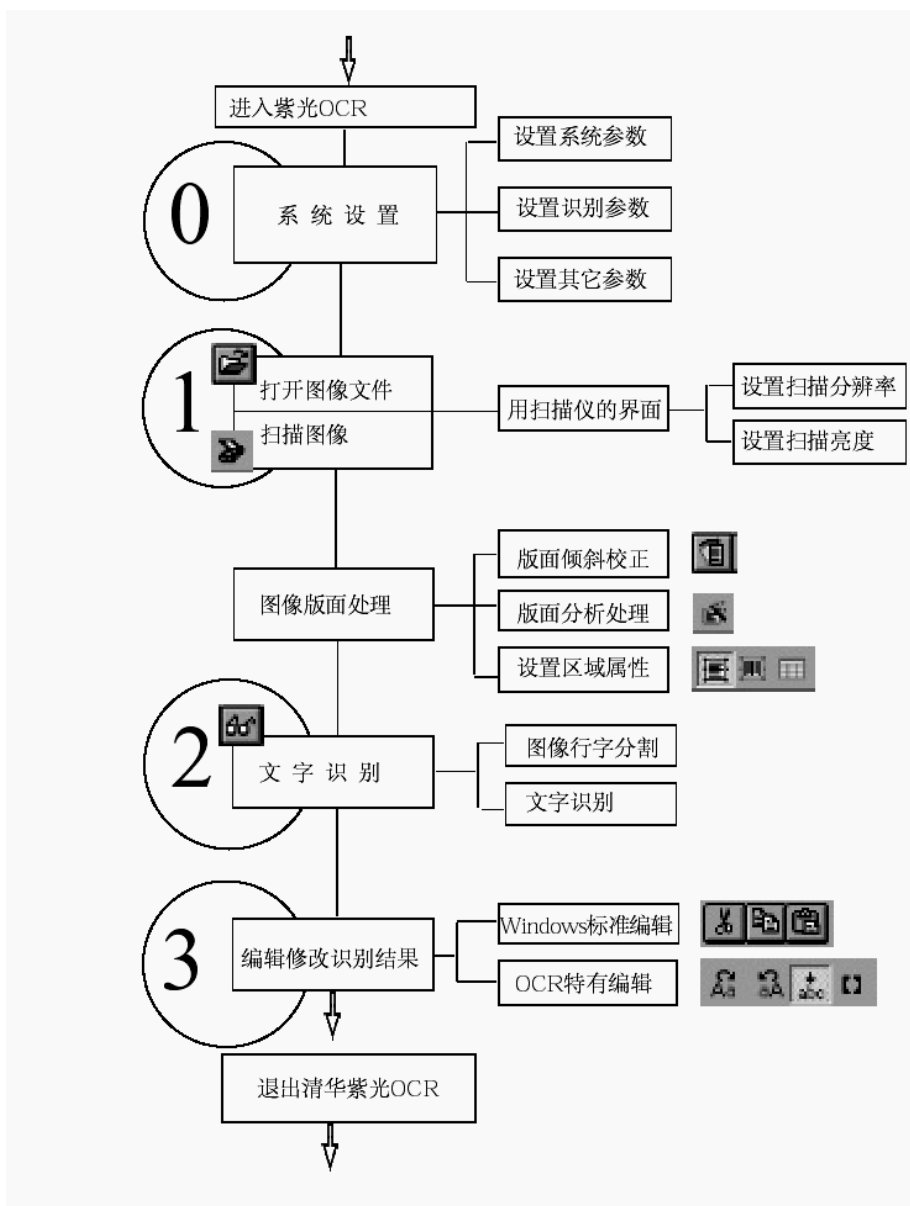 进入紫光OCR
0
系统设置
设置系统参数
设置识别参数
设置其它参数
1
打开图像文件
扫描图像
用扫描仪的界面
设置扫描分辨率
设置扫描亮度
图像版面处理
版面倾斜校正
版面分析处理
设置区域属性
2
文字识别
图像行字分割
文字识别
3
编辑修改识别结果
Windows标准编辑
OCR特有编辑
Aa
aA
abc
退出清华紫光OCR